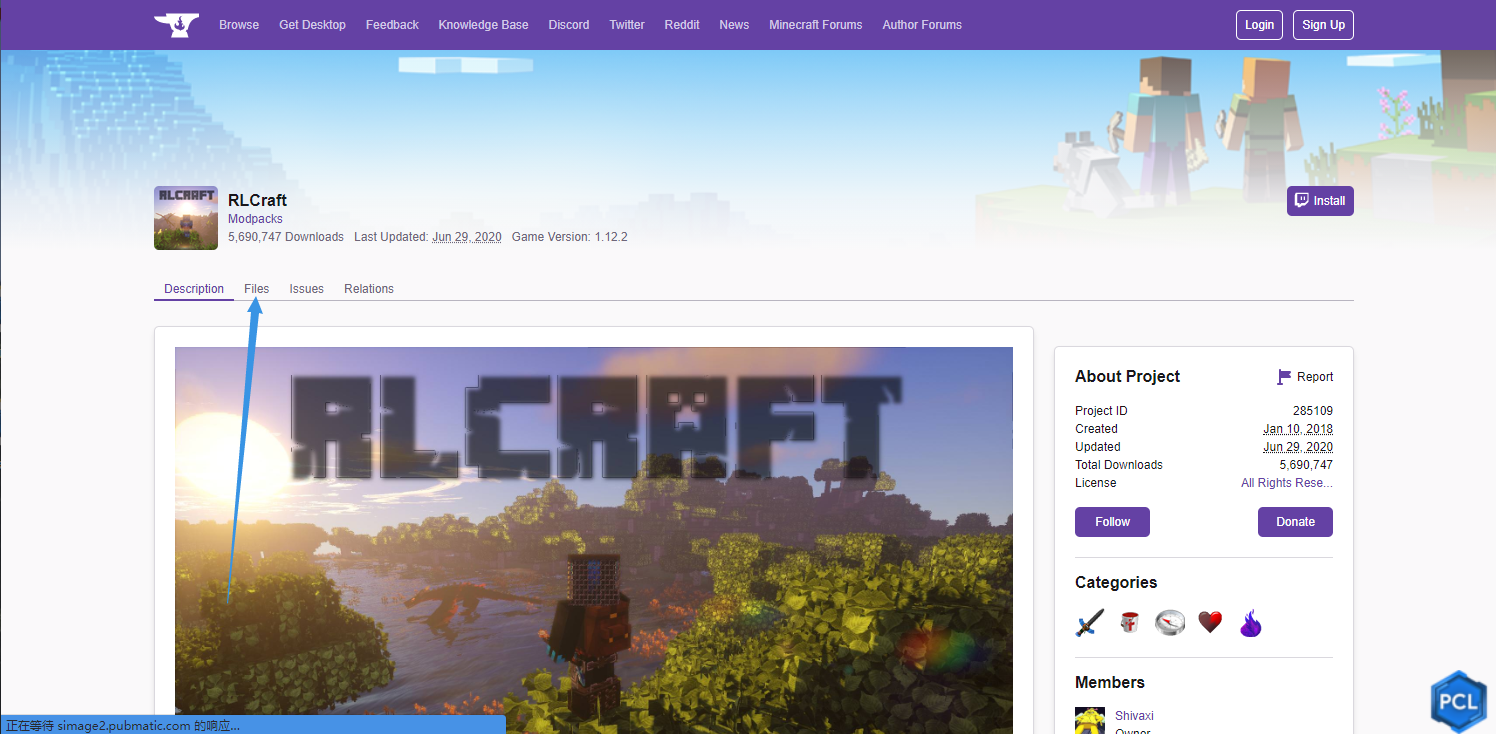 Browse Get Desktop Feedback Knowledge Base Discord Twitter Reddit News Minecraft Forums Author Forums Login Sign Up
RLCRAFT
RLCraft
Modpacks
5,690,747 Downloads Last Updated: Jun 29, 2020 Game Version: 1.12.2
Install
Description Files Issues Relations
RLCRAFT
About Project Report
Project ID 285109
Created Jan 10, 2018
Updated Jun 29, 2020
Total Downloads 5,690,747
License All Rights Rese...
Follow Donate
Categories
Members
Shivaxi
Owner
PCL
正在等待 simage2.pubmatic.com 的响应...